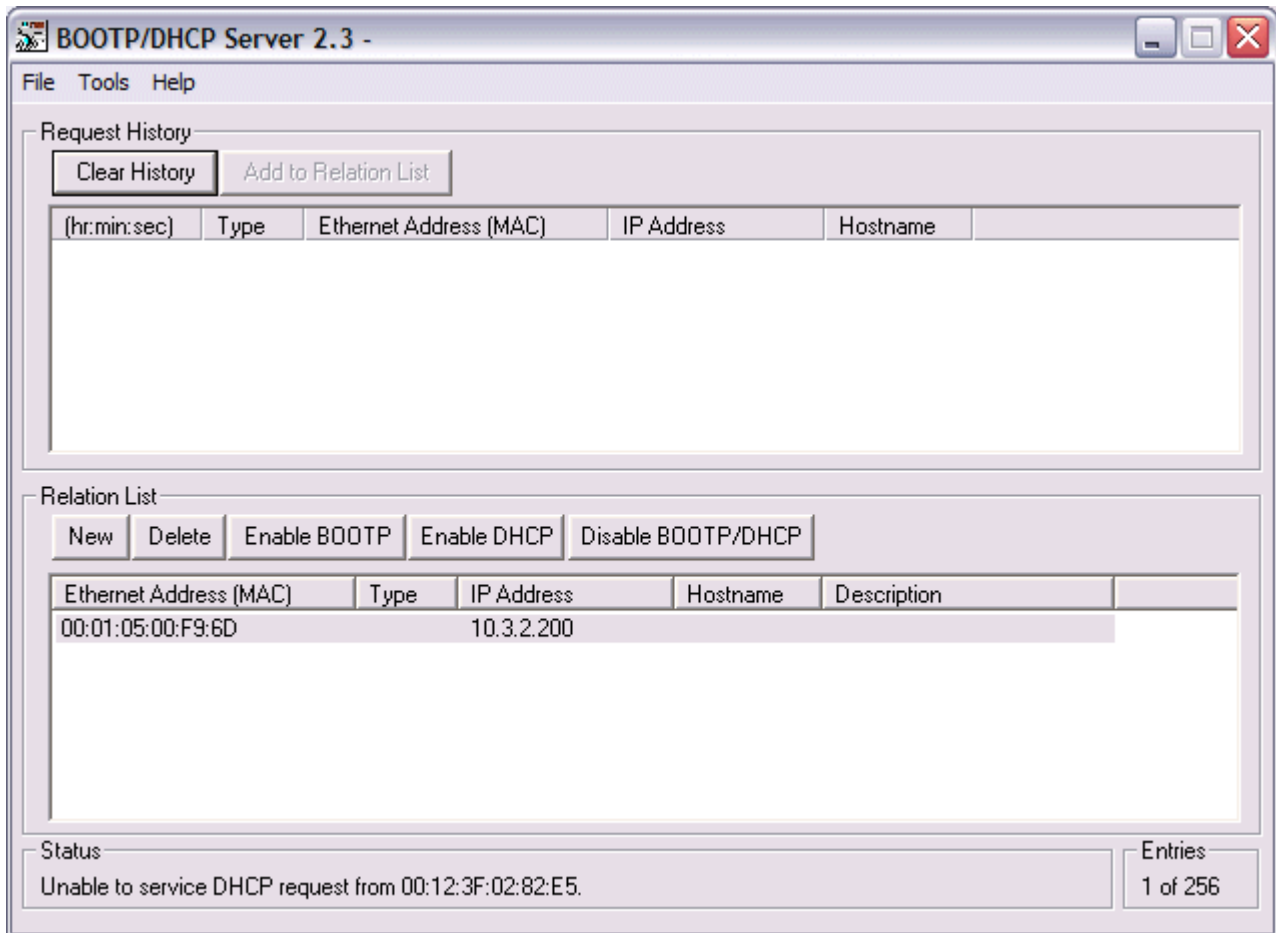 BOOTP/DHCP Server 2.3 -
File Tools Help
Request History
Clear History Add to Relation List
(hr:min:sec) Type Ethernet Address (MAC) IP Address Hostname
Relation List
New Delete Enable BOOTP Enable DHCP Disable BOOTP/DHCP
Ethernet Address (MAC) Type IP Address Hostname Description
00:01:05:00:F9:6D 10.3.2.200
Status Entries
Unable to service DHCP request from 00:12:3F:02:82:E5. 1 of 256